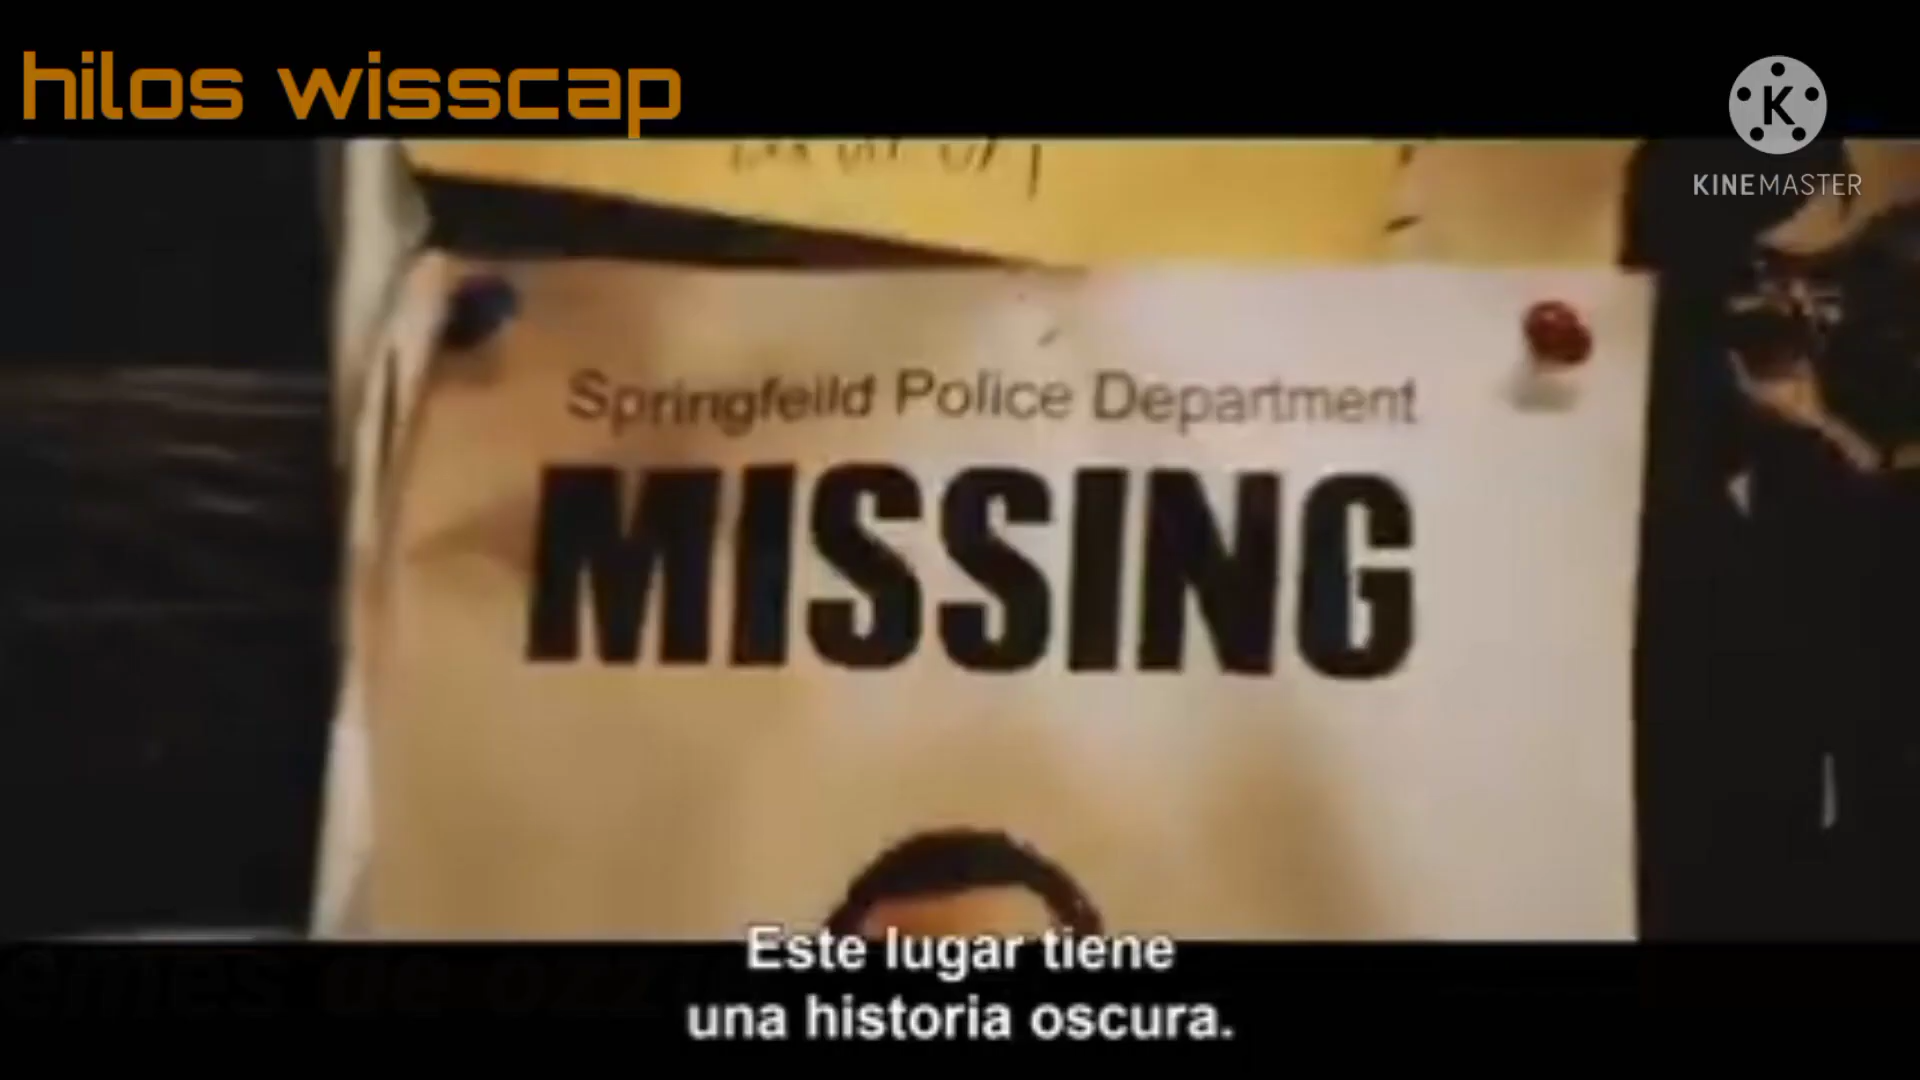 hilos wisscap
K
KINEMASTER
Springfeild Police Department
MISSING
Este lugar tiene
una historia oscura.